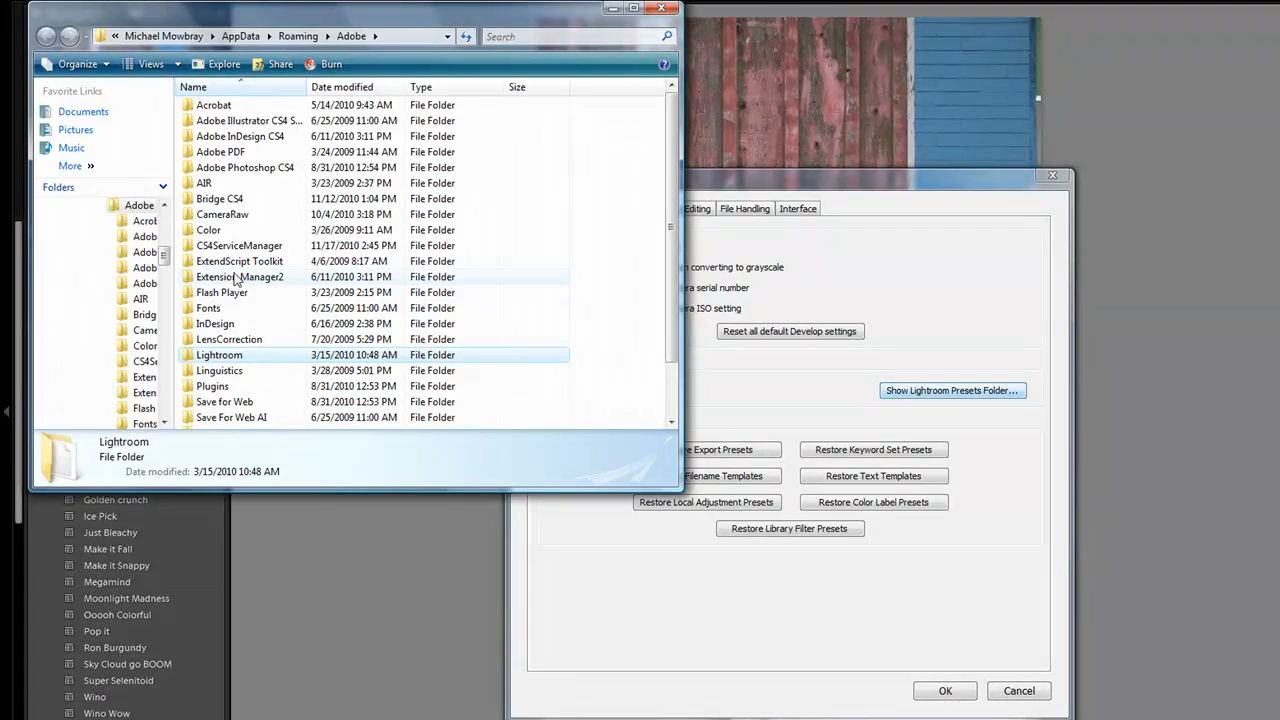 Michael Mowbray AppData Roaming Adobe Search
Organize Views Explore Share Burn
Favorite Links
Documents
Pictures
Music
More
Folders
Adobe
Acrob
Adob
Adob
Adob
Adob
AIR
Bridg
Came
Color
CS4Se
Exten
Exten
Flash
Fonts
Name Date modified Type Size
Acrobat 5/14/2010 9:43 AM File Folder
Adobe Illustrator CS4 S... 6/25/2009 11:00 AM File Folder
Adobe InDesign CS4 6/11/2010 3:11 PM File Folder
Adobe PDF 3/24/2009 11:44 AM File Folder
Adobe Photoshop CS4 8/31/2010 12:54 PM File Folder
AIR 3/23/2009 2:37 PM File Folder
Bridge CS4 11/12/2010 1:04 PM File Folder
CameraRaw 10/4/2010 3:18 PM File Folder
Color 3/26/2009 9:11 AM File Folder
CS4ServiceManager 11/17/2010 2:45 PM File Folder
ExtendScript Toolkit 4/6/2009 8:17 AM File Folder
Extension Manager2 6/11/2010 3:11 PM File Folder
Flash Player 3/23/2009 2:15 PM File Folder
Fonts 6/25/2009 11:00 AM File Folder
InDesign 6/16/2009 2:38 PM File Folder
LensCorrection 7/20/2009 5:29 PM File Folder
Lightroom 3/15/2010 10:48 AM File Folder
Linguistics 3/28/2009 5:01 PM File Folder
Plugins 8/31/2010 12:53 PM File Folder
Save for Web 8/31/2010 12:53 PM File Folder
Save For Web AI 6/25/2009 11:00 AM File Folder
Lightroom
File Folder
Date modified: 3/15/2010 10:48 AM
Editing File Handling Interface
n converting to grayscale
era serial number
era ISO setting
Reset all default Develop settings
Show Lightroom Presets Folder...
e Export Presets Restore Keyword Set Presets
Filename Templates Restore Text Templates
Restore Local Adjustment Presets Restore Color Label Presets
Restore Library Filter Presets
OK Cancel
Golden crunch
Ice Pick
Just Bleachy
Make it Fall
Make it Snappy
Megamind
Moonlight Madness
Ooooh Colorful
Pop it
Ron Burgundy
Sky Cloud go BOOM
Super Selenitoid
Wino
Wino Wow